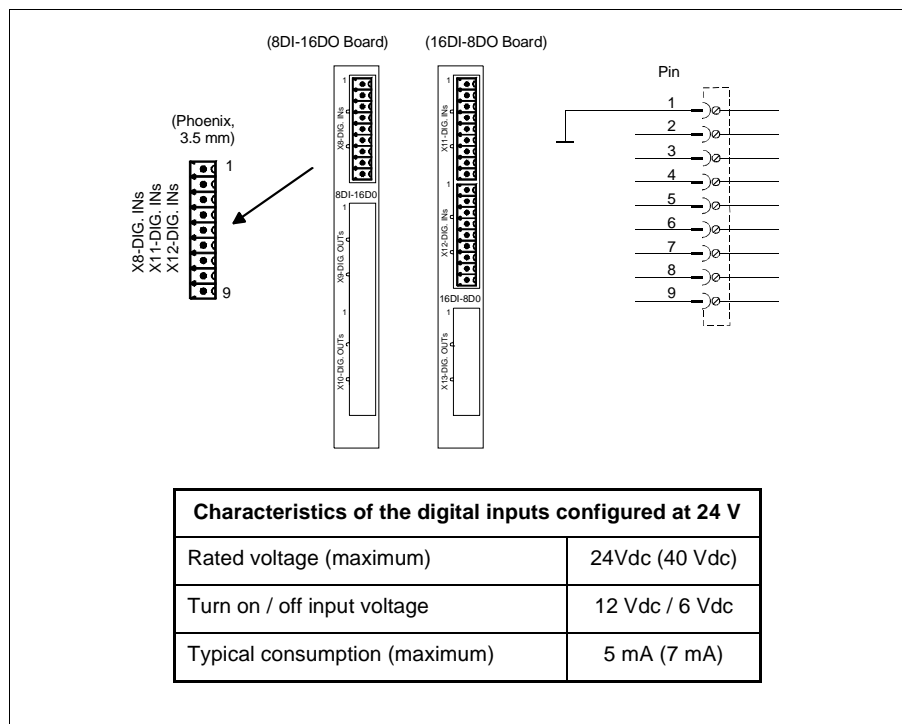 (8DI-16DO Board)
(16DI-8DO Board)
Pin
(Phoenix,
3.5 mm)
1
9
X8-DIG. INs
X11-DIG. INs
X12-DIG. INs
1
X8-DIG. INs
8DI-16D0
1
X9-DIG. OUTs
1
X10-DIG. OUTs
1
X11-DIG. INs
1
X12-DIG. INs
16DI-8D0
1
X13-DIG. OUTs
1
2
3
4
5
6
7
8
9
Characteristics of the digital inputs configured at 24 V
Rated voltage (maximum) 24Vdc (40 Vdc)
Turn on / off input voltage 12 Vdc / 6 Vdc
Typical consumption (maximum) 5 mA (7 mA)